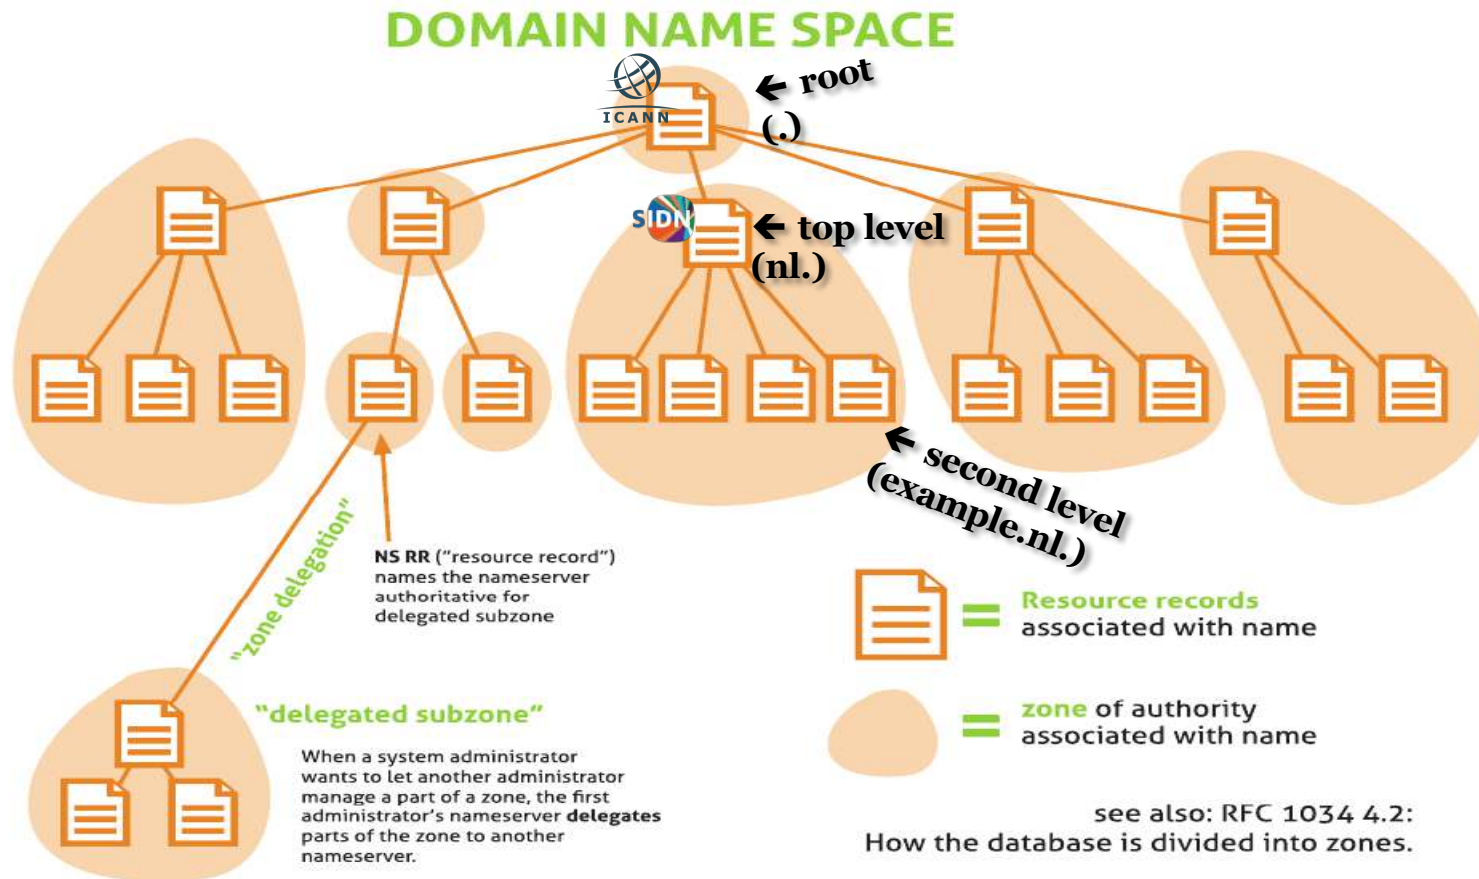 DOMAIN NAME SPACE
ICANN
← root
(.)
SIDN
← top level
(nl.)
← second level
(example.nl.)
"zone delegation"
NS RR ("resource record")
names the nameserver
authoritative for
delegated subzone
= Resource records
associated with name
"delegated subzone"
When a system administrator
wants to let another administrator
manage a part of a zone, the first
administrator's nameserver delegates
parts of the zone to another
nameserver.
= zone of authority
associated with name
see also: RFC 1034 4.2:
How the database is divided into zones.